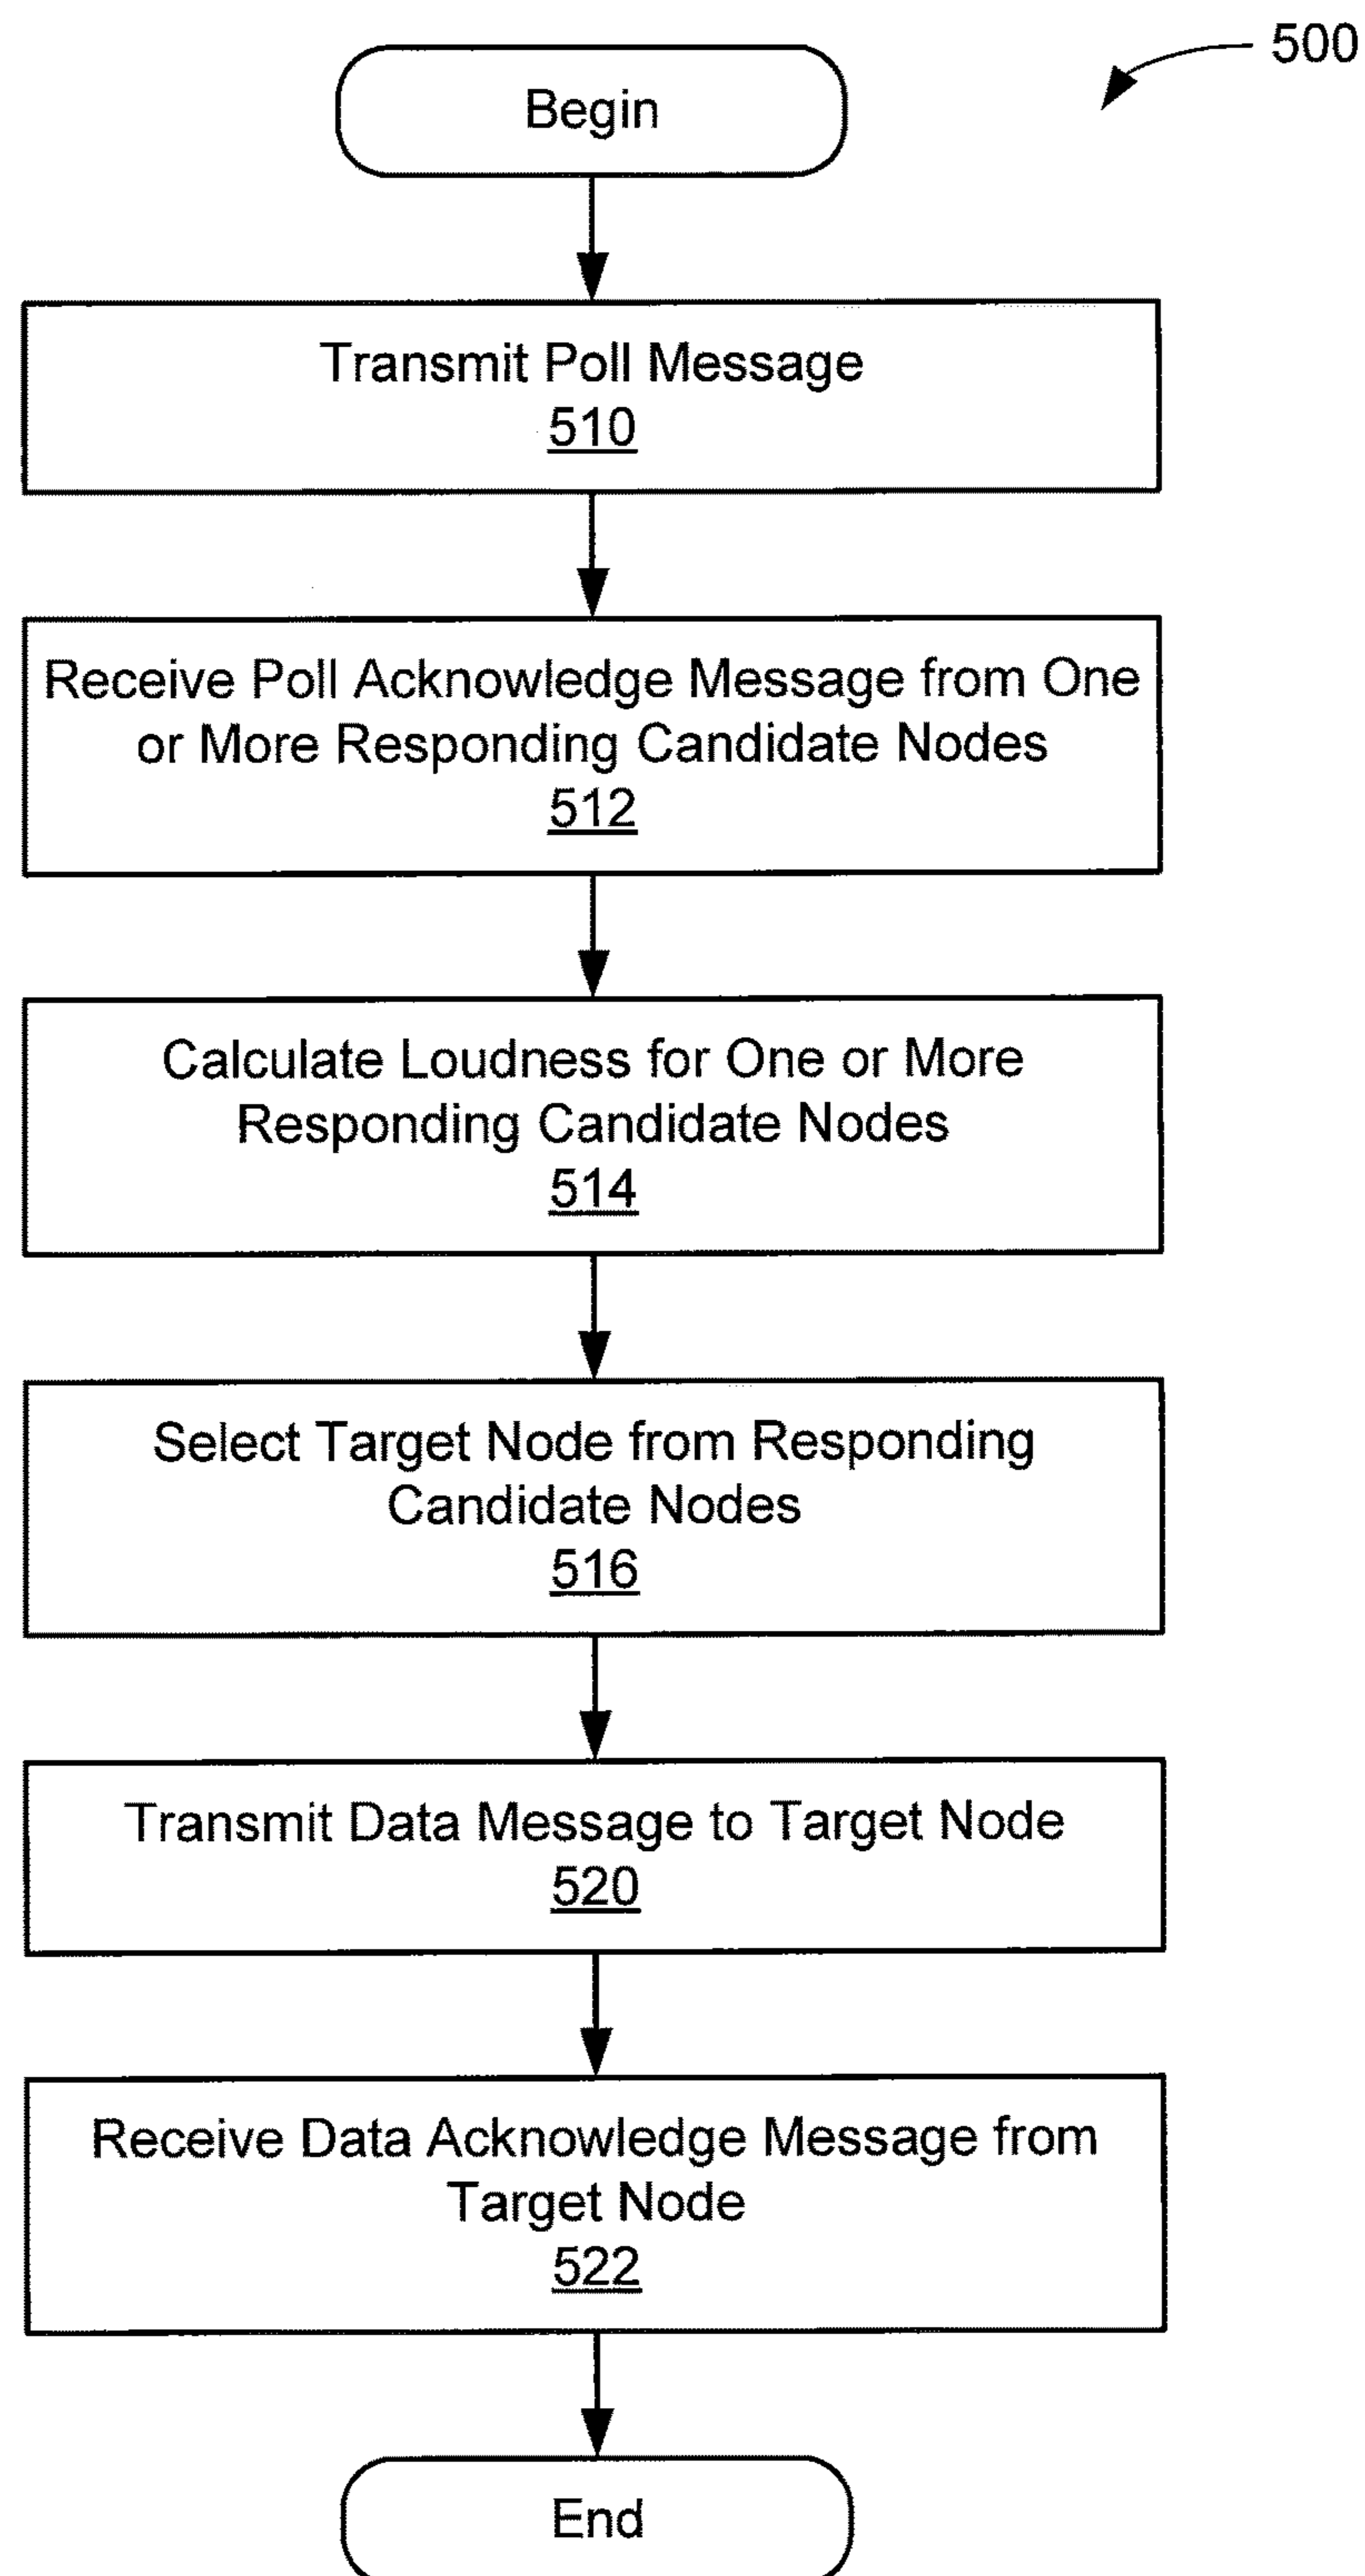 500
Begin
Transmit Poll Message
510
Receive Poll Acknowledge Message from One
or More Responding Candidate Nodes
512
Calculate Loudness for One or More
Responding Candidate Nodes
514
Select Target Node from Responding
Candidate Nodes
516
Transmit Data Message to Target Node
520
Receive Data Acknowledge Message from
Target Node
522
End